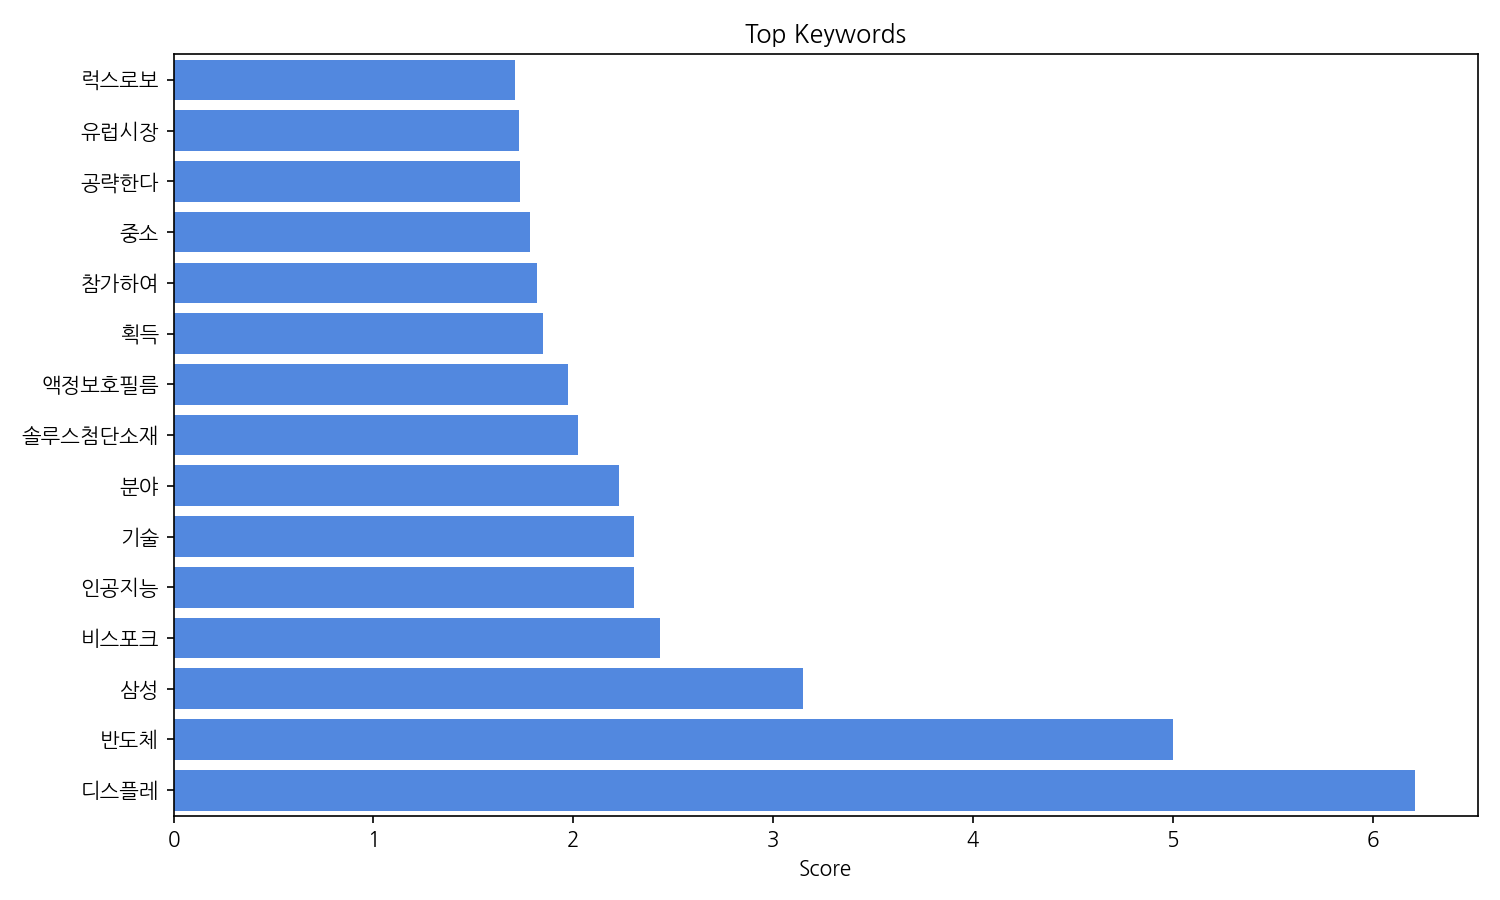 Top Keywords
럭스로보
유럽시장
공략한다
중소
참가하여
획득
액정보호필름
솔루스첨단소재
분야
기술
인공지능
비스포크
삼성
반도체
디스플레
0 1 2 3 4 5 6
Score